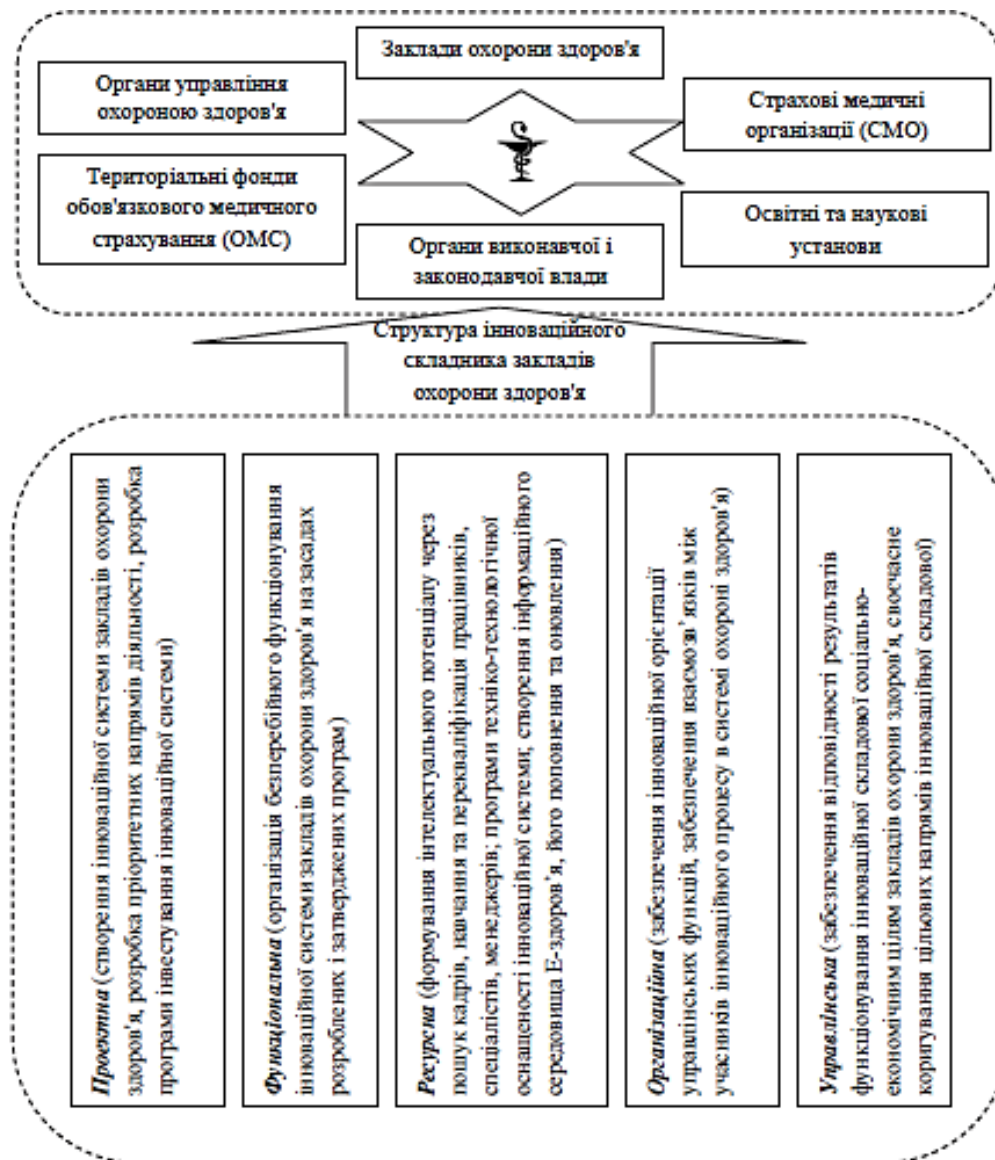 Заклади охорони здоров'я
Органи управління
охороною здоров'я
Страхові медичні
організації (СМО)
Територіальні фонди
обов'язкового медичного
страхування (ОМС)
Освітні та наукові
установи
Органи виконавчої і
законодавчої влади
Структура інноваційного
складника закладів
охорони здоров'я
Проектна (створення інноваційної системи закладів охорони
здоров'я, розробка пріоритетних напрямів діяльності, розробка
програми інвестування інноваційної системи)
Функціональна (організація безперебійного функціонування
інноваційної системи закладів охорони здоров'я на засадах
розроблених і затверджених програм)
Ресурсна (формування інтелектуального потенціалу через
пошук кадрів, навчання та перекваліфікація працівників,
спеціалістів, менеджерів; програми техніко-технологічної
оснащеності інноваційної системи; створення інформаційного
середовища Е-здоров'я, його поповнення та оновлення)
Організаційна (забезпечення інноваційної орієнтації
управлінських функцій, забезпечення взаємозв'язків між
учасників інноваційного процесу в системі охороні здоров'я)
Управлінська (забезпечення відповідності результатів
функціонування інноваційної складової соціально-
економічним цілям закладів охорони здоров'я, своєчасне
коригування цільових напрямів інноваційної складової)